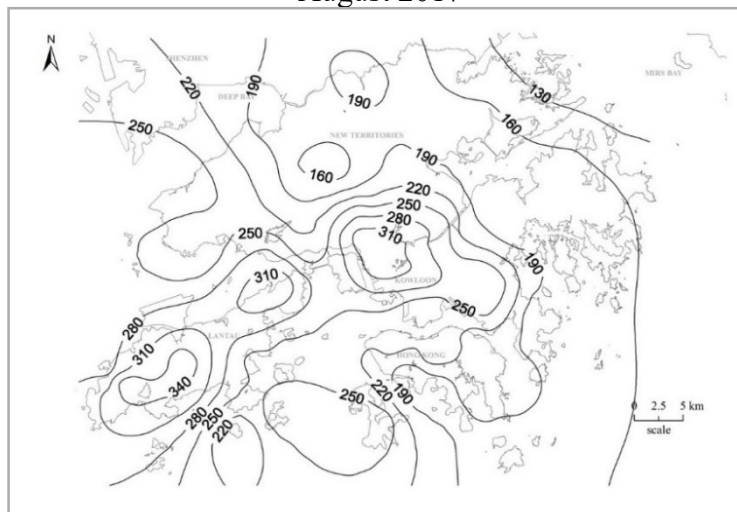 August 2017
N
SHENZHEN
MIRS BAY
220
190
DEEP BAY
190
130
250
NEW TERRITORIES
160
190
160
220
250
280
310
250
190
310
KOWLOON
250
280
LANTAU
310
HONG KONG
340
220
190
250
280
250
220
0 2.5 5 km
scale